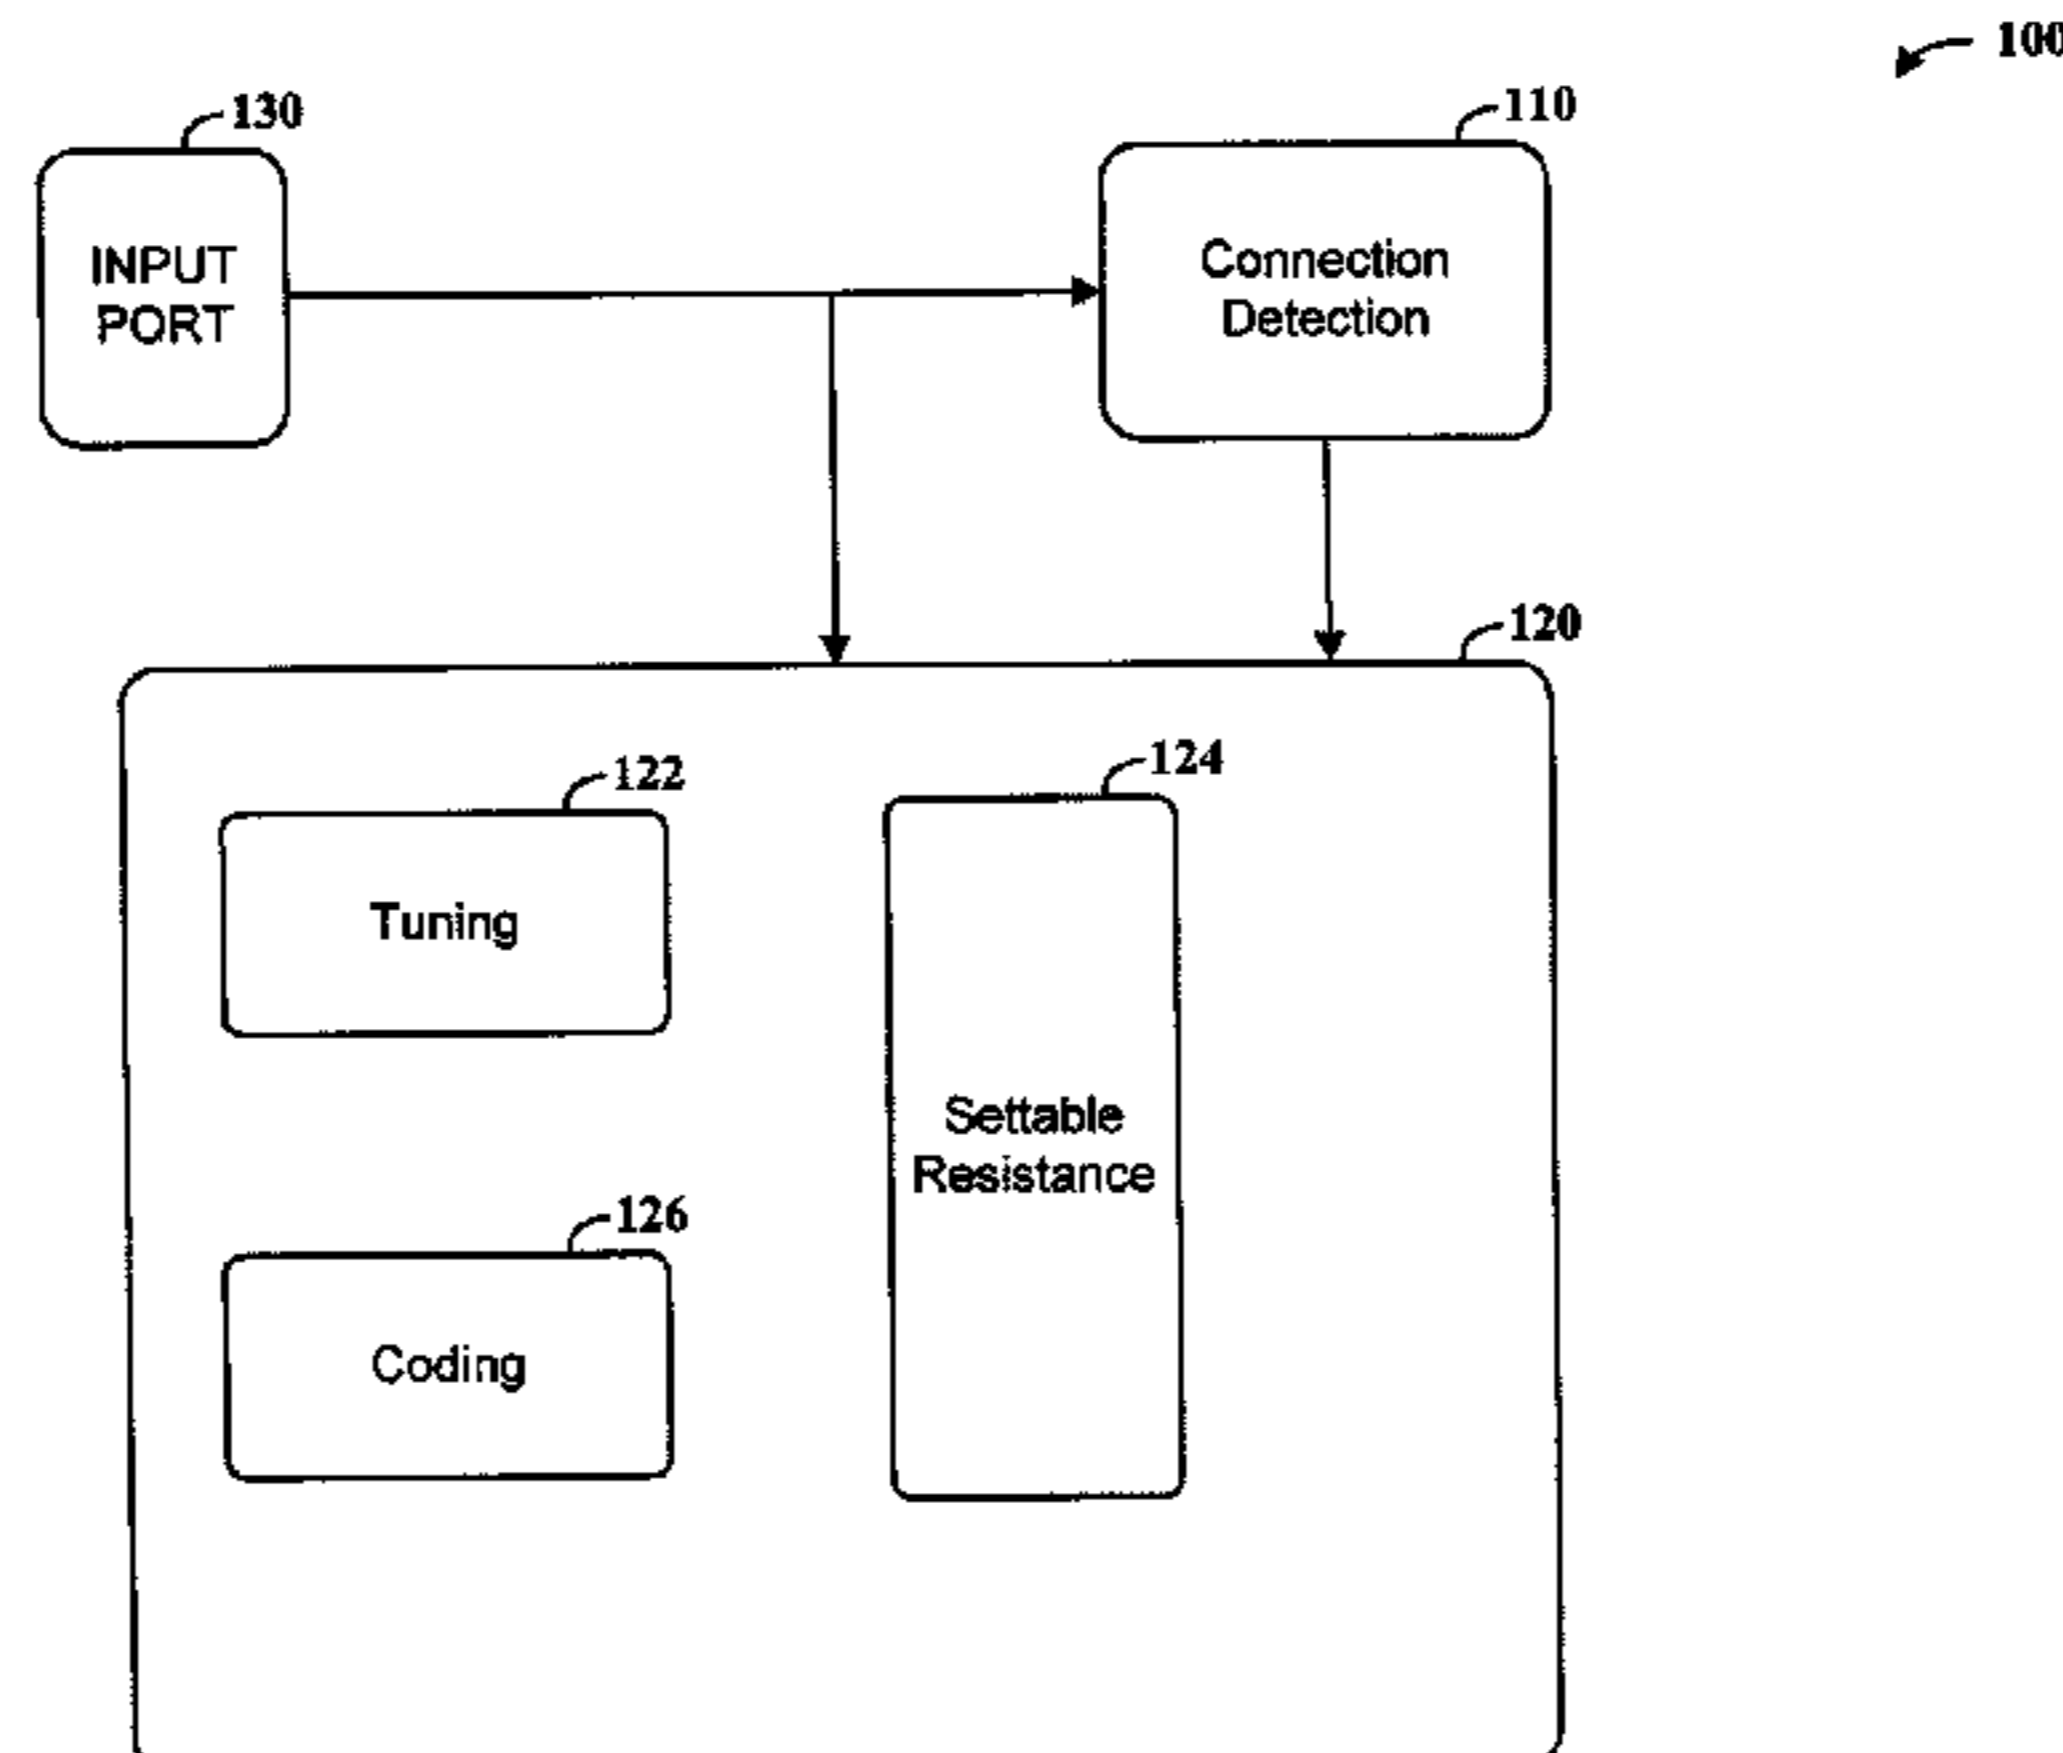 100
130
110
INPUT
PORT
Connection
Detection
120
122
124
Tuning
Settable
Resistance
126
Coding